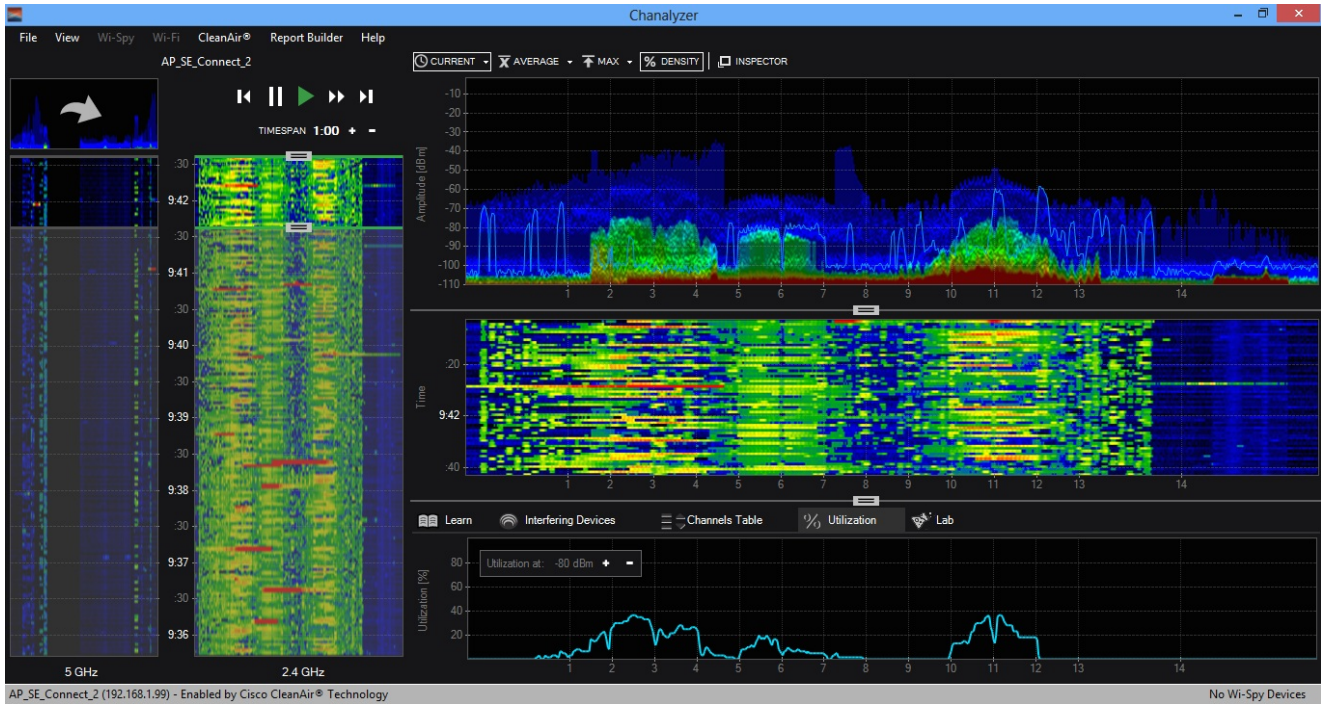 Chanalyzer
File View Wi-Spy Wi-Fi CleanAir® Report Builder Help
AP_SE_Connect_2
CURRENT AVERAGE MAX % DENSITY INSPECTOR
TIMESPAN 1:00 + -
:30
9:42
:30
9:41
:30
9:40
:30
9:39
:30
9:38
:30
9:37
:30
9:36
5 GHz 2.4 GHz
Amplitude [dBm]
-10
-20
-30
-40
-50
-60
-70
-80
-90
-100
-110
1 2 3 4 5 6 7 8 9 10 11 12 13 14
Time
:20
9:42
:40
1 2 3 4 5 6 7 8 9 10 11 12 13 14
Learn Interfering Devices Channels Table % Utilization Lab
Utilization at: -80 dBm + -
Utilization [%]
80
60
40
20
1 2 3 4 5 6 7 8 9 10 11 12 13 14
AP_SE_Connect_2 (192.168.1.99) - Enabled by Cisco CleanAir® Technology No Wi-Spy Devices